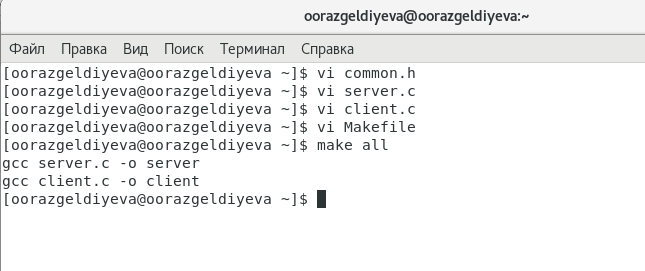 oorazgeldiyeva@oorazgeldiyeva:~
Файл Правка Вид Поиск Терминал Справка
[oorazgeldiyeva@oorazgeldiyeva ~]$ vi common.h
[oorazgeldiyeva@oorazgeldiyeva ~]$ vi server.c
[oorazgeldiyeva@oorazgeldiyeva ~]$ vi client.c
[oorazgeldiyeva@oorazgeldiyeva ~]$ vi Makefile
[oorazgeldiyeva@oorazgeldiyeva ~]$ make all
gcc server.c -o server
gcc client.c -o client
[oorazgeldiyeva@oorazgeldiyeva ~]$